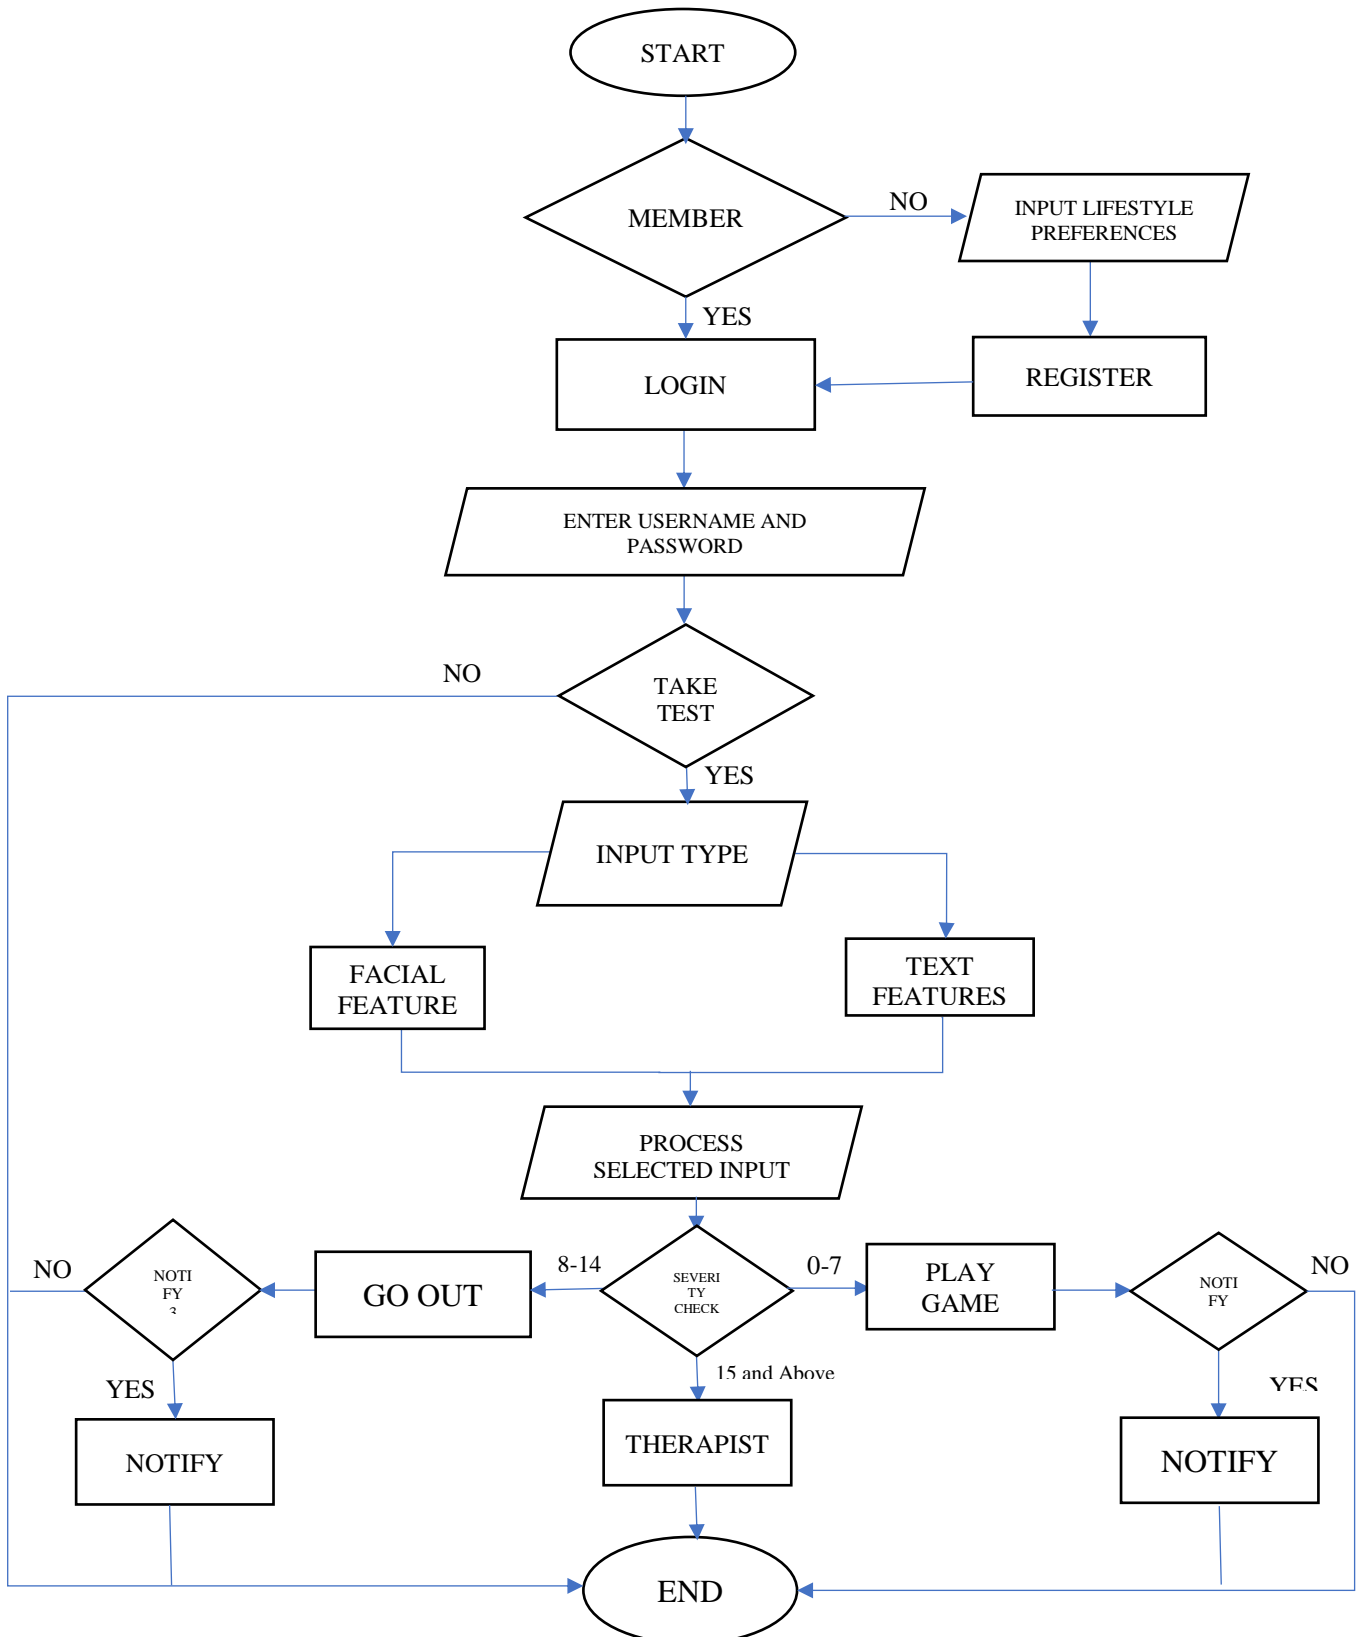 START
MEMBER
NO
INPUT LIFESTYLE
PREFERENCES
YES
LOGIN
REGISTER
ENTER USERNAME AND
PASSWORD
NO
TAKE
TEST
YES
INPUT TYPE
FACIAL
FEATURE
TEXT
FEATURES
PROCESS
SELECTED INPUT
NO
NOTI
FY
GO OUT
8-14
SEVERI
TY
CHECK
0-7
PLAY
GAME
NOTI
FY
NO
YES
15 and Above
YES
NOTIFY
THERAPIST
NOTIFY
END